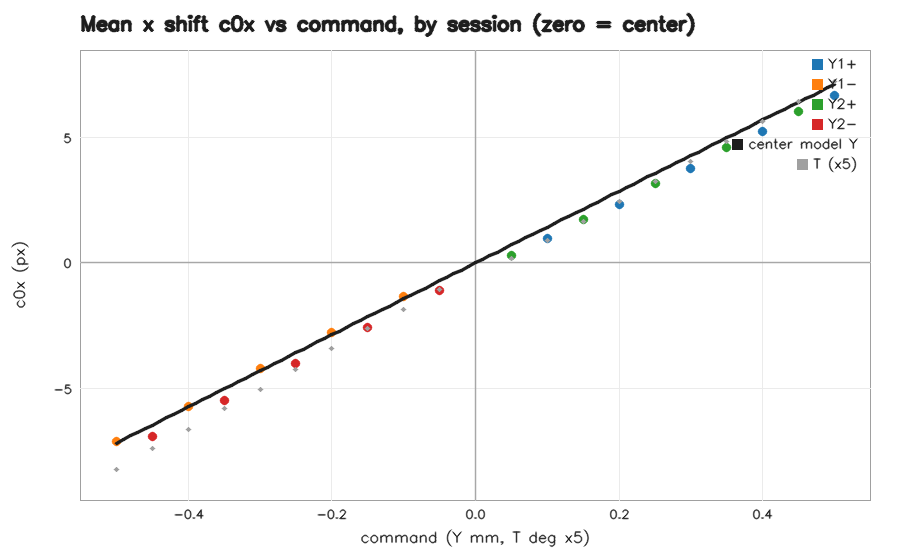 Mean x shift c0x vs command, by session (zero = center)
Y1+
Y1−
Y2+
Y2−
center model Y
T (x5)
5
0
−5
c0x (px)
−0.4
−0.2
0.0
0.2
0.4
command (Y mm, T deg x5)